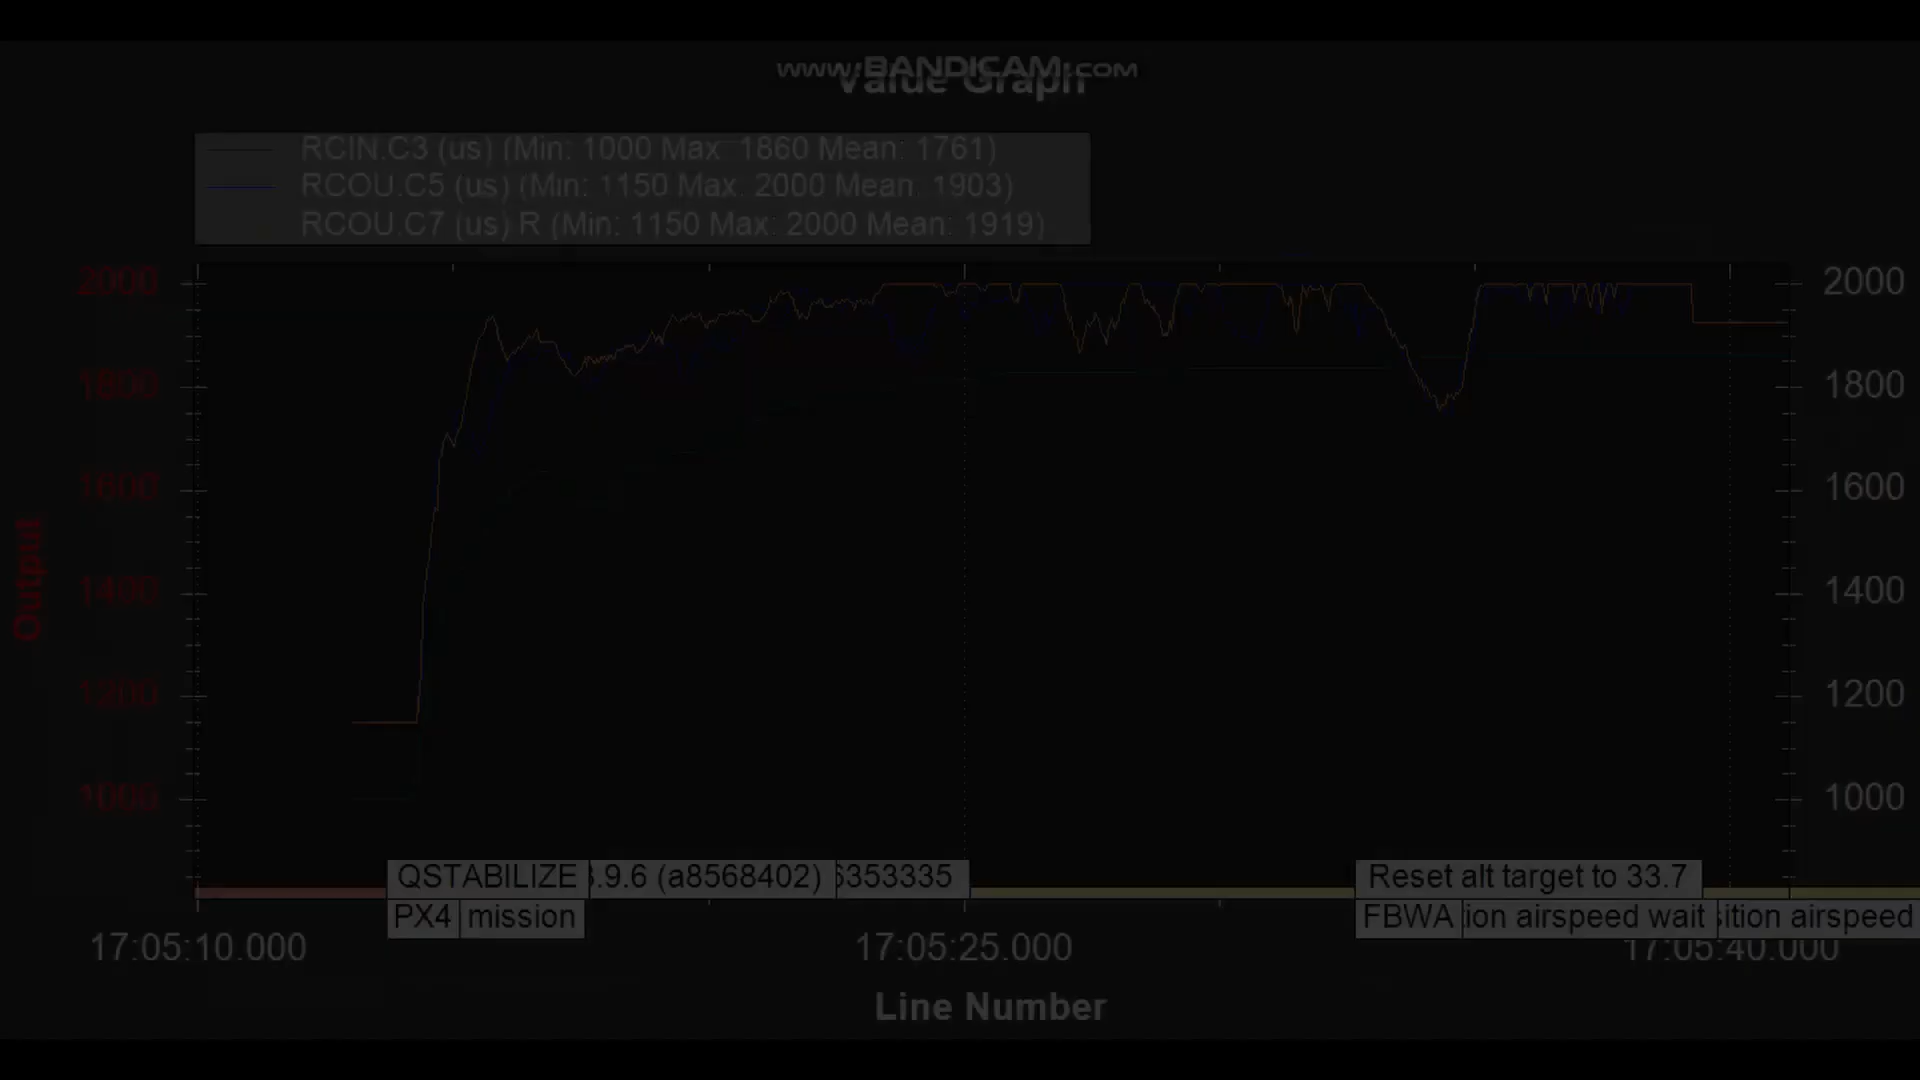 www.BANDICAM.com
Value Graph
RCIN.C3 (us) (Min: 1000 Max: 1860 Mean: 1761)
RCOU.C5 (us) (Min: 1150 Max: 2000 Mean: 1903)
RCOU.C7 (us) R (Min: 1150 Max: 2000 Mean: 1919)
2000 2000
1800 1800
1600 1600
1400 1400
1200 1200
1000 1000
Output
QSTABILIZE .9.6 (a8568402) 353335 Reset alt target to 33.7
PX4 mission FBWA ion airspeed wait ition airspeed
17:05:10.000 17:05:25.000 17:05:40.000
Line Number